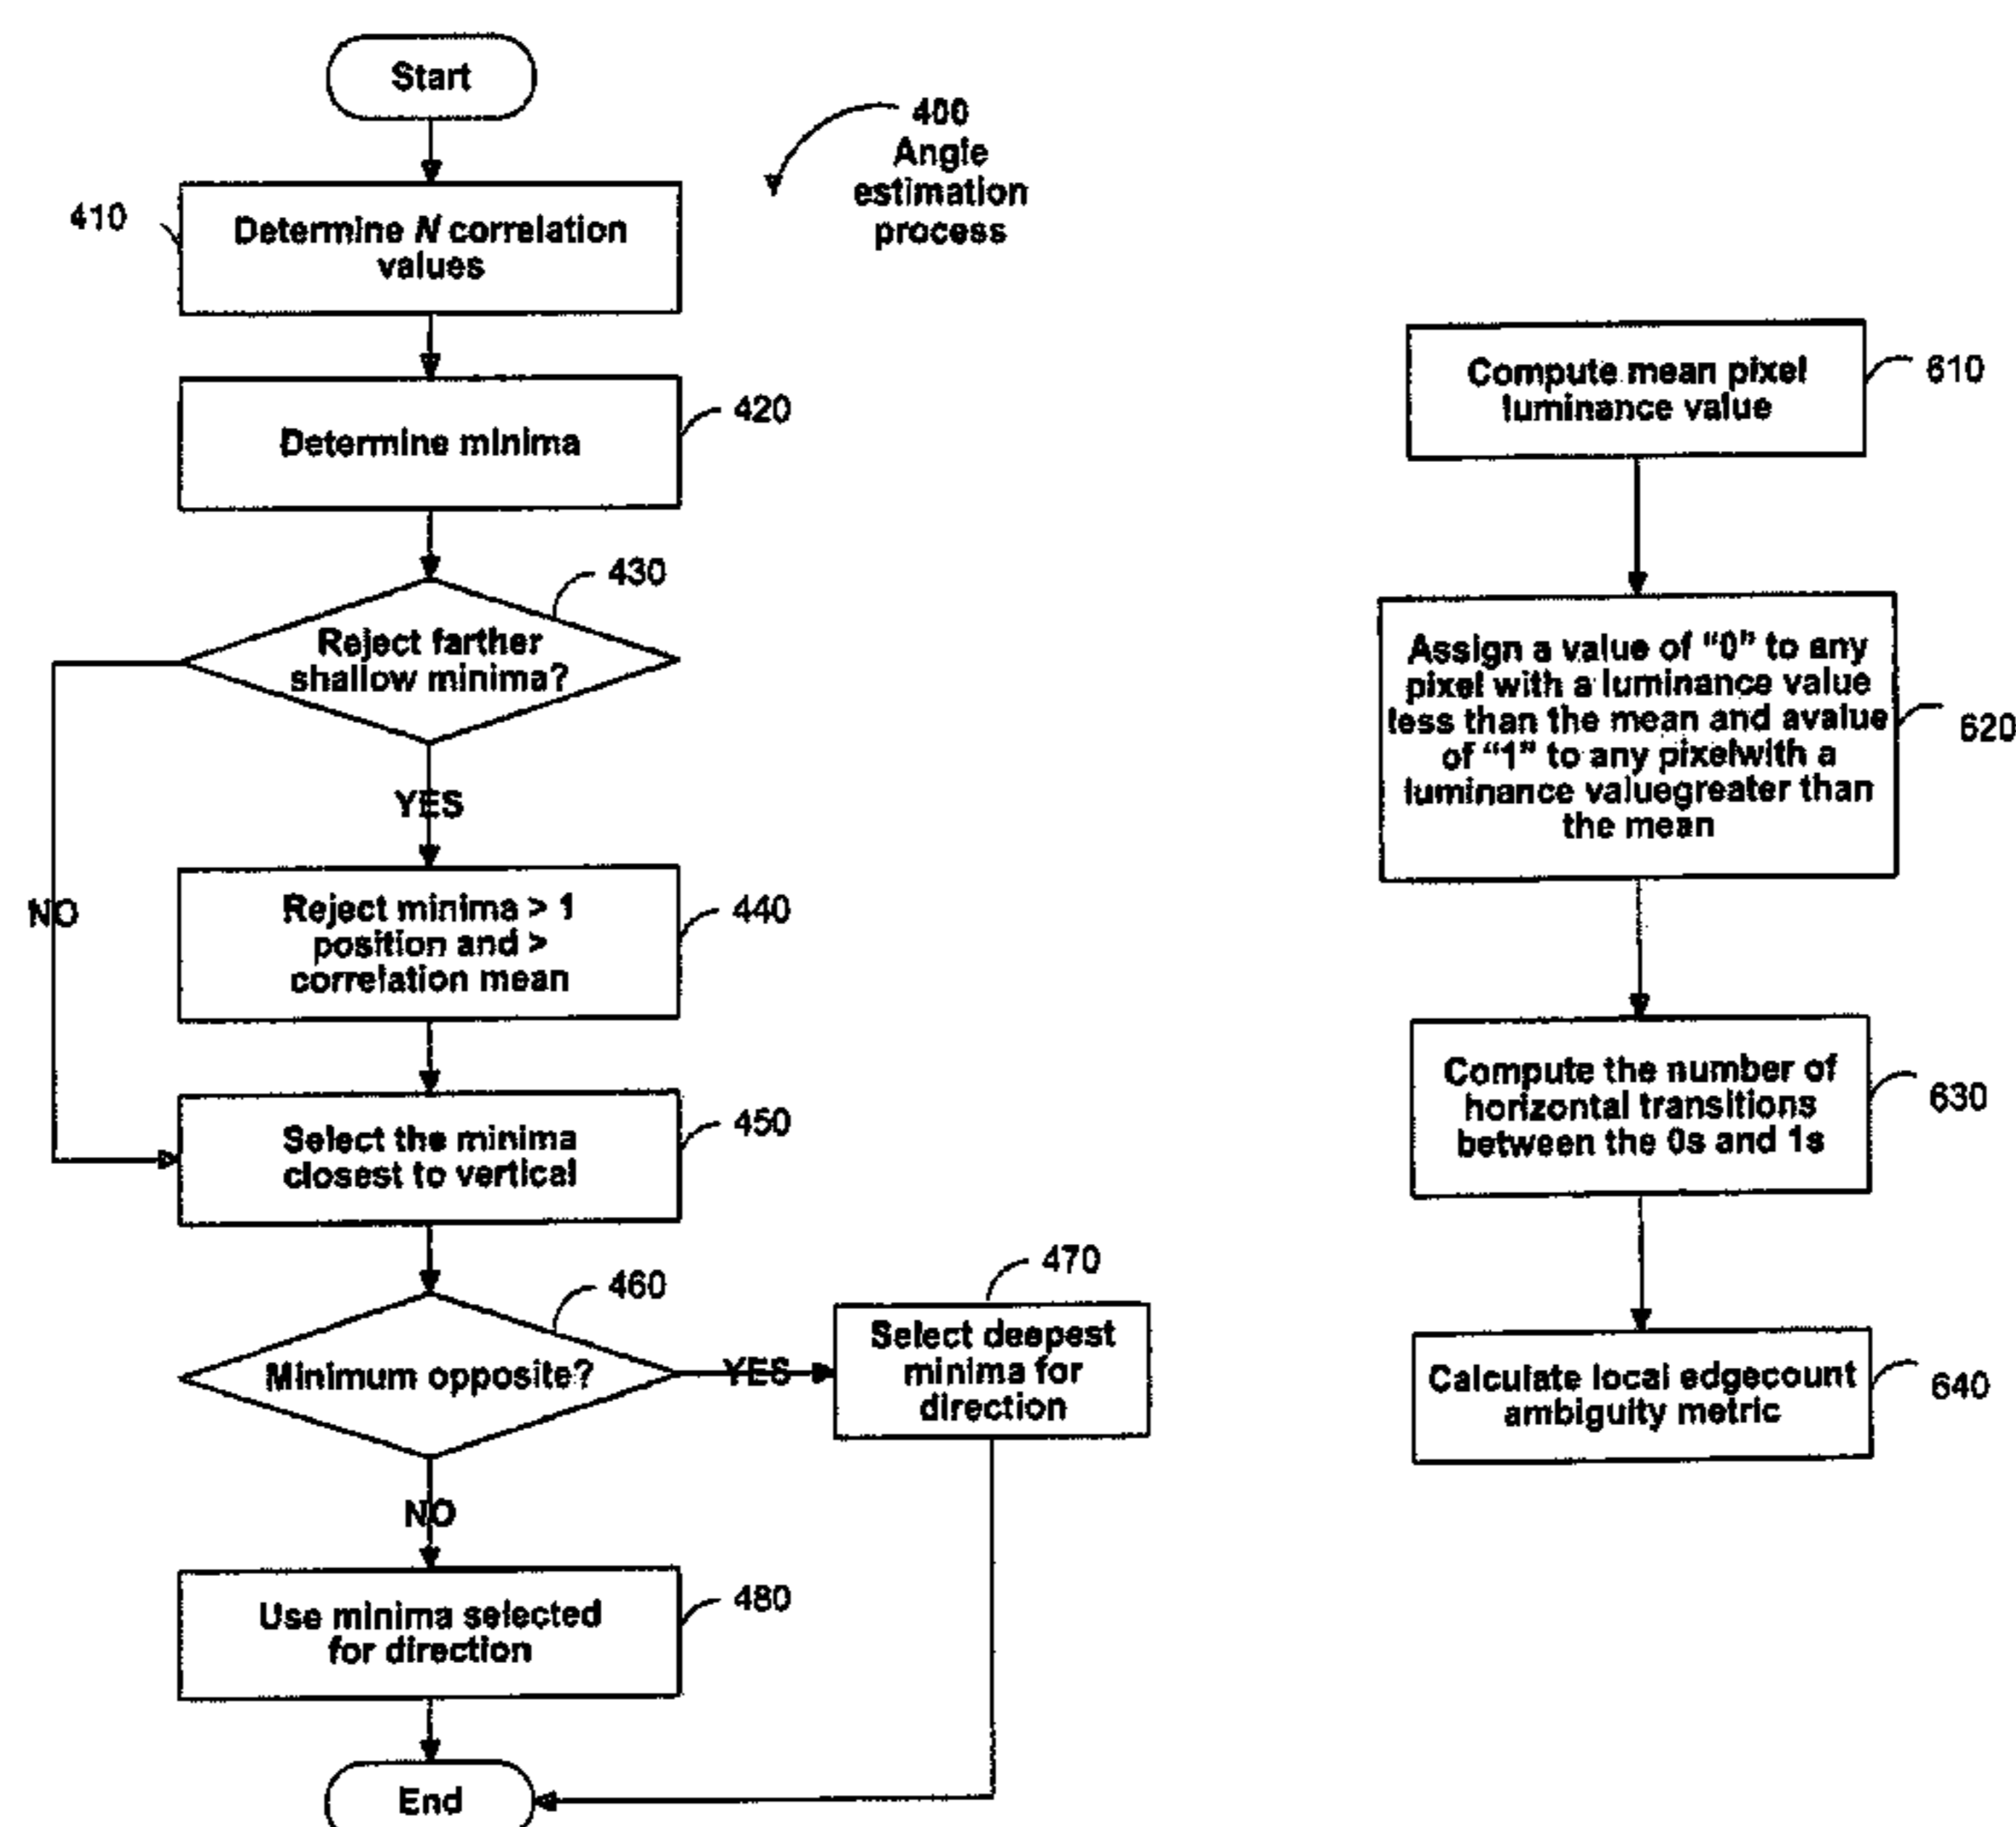 Start
400
Angle
estimation
process
410
Determine N correlation
values
420
Determine minima
430
Reject farther
shallow minima?
YES
NO
440
Reject minima > 1
position and >
correlation mean
450
Select the minima
closest to vertical
460
Minimum opposite?
YES
470
Select deepest
minima for
direction
NO
480
Use minima selected
for direction
End
Compute mean pixel
luminance value
610
Assign a value of “0” to any
pixel with a luminance value
less than the mean and avalue
of “1” to any pixelwith a
luminance valuegreater than
the mean
620
Compute the number of
horizontal transitions
between the 0s and 1s
630
Calculate local edgecount
ambiguity metric
640